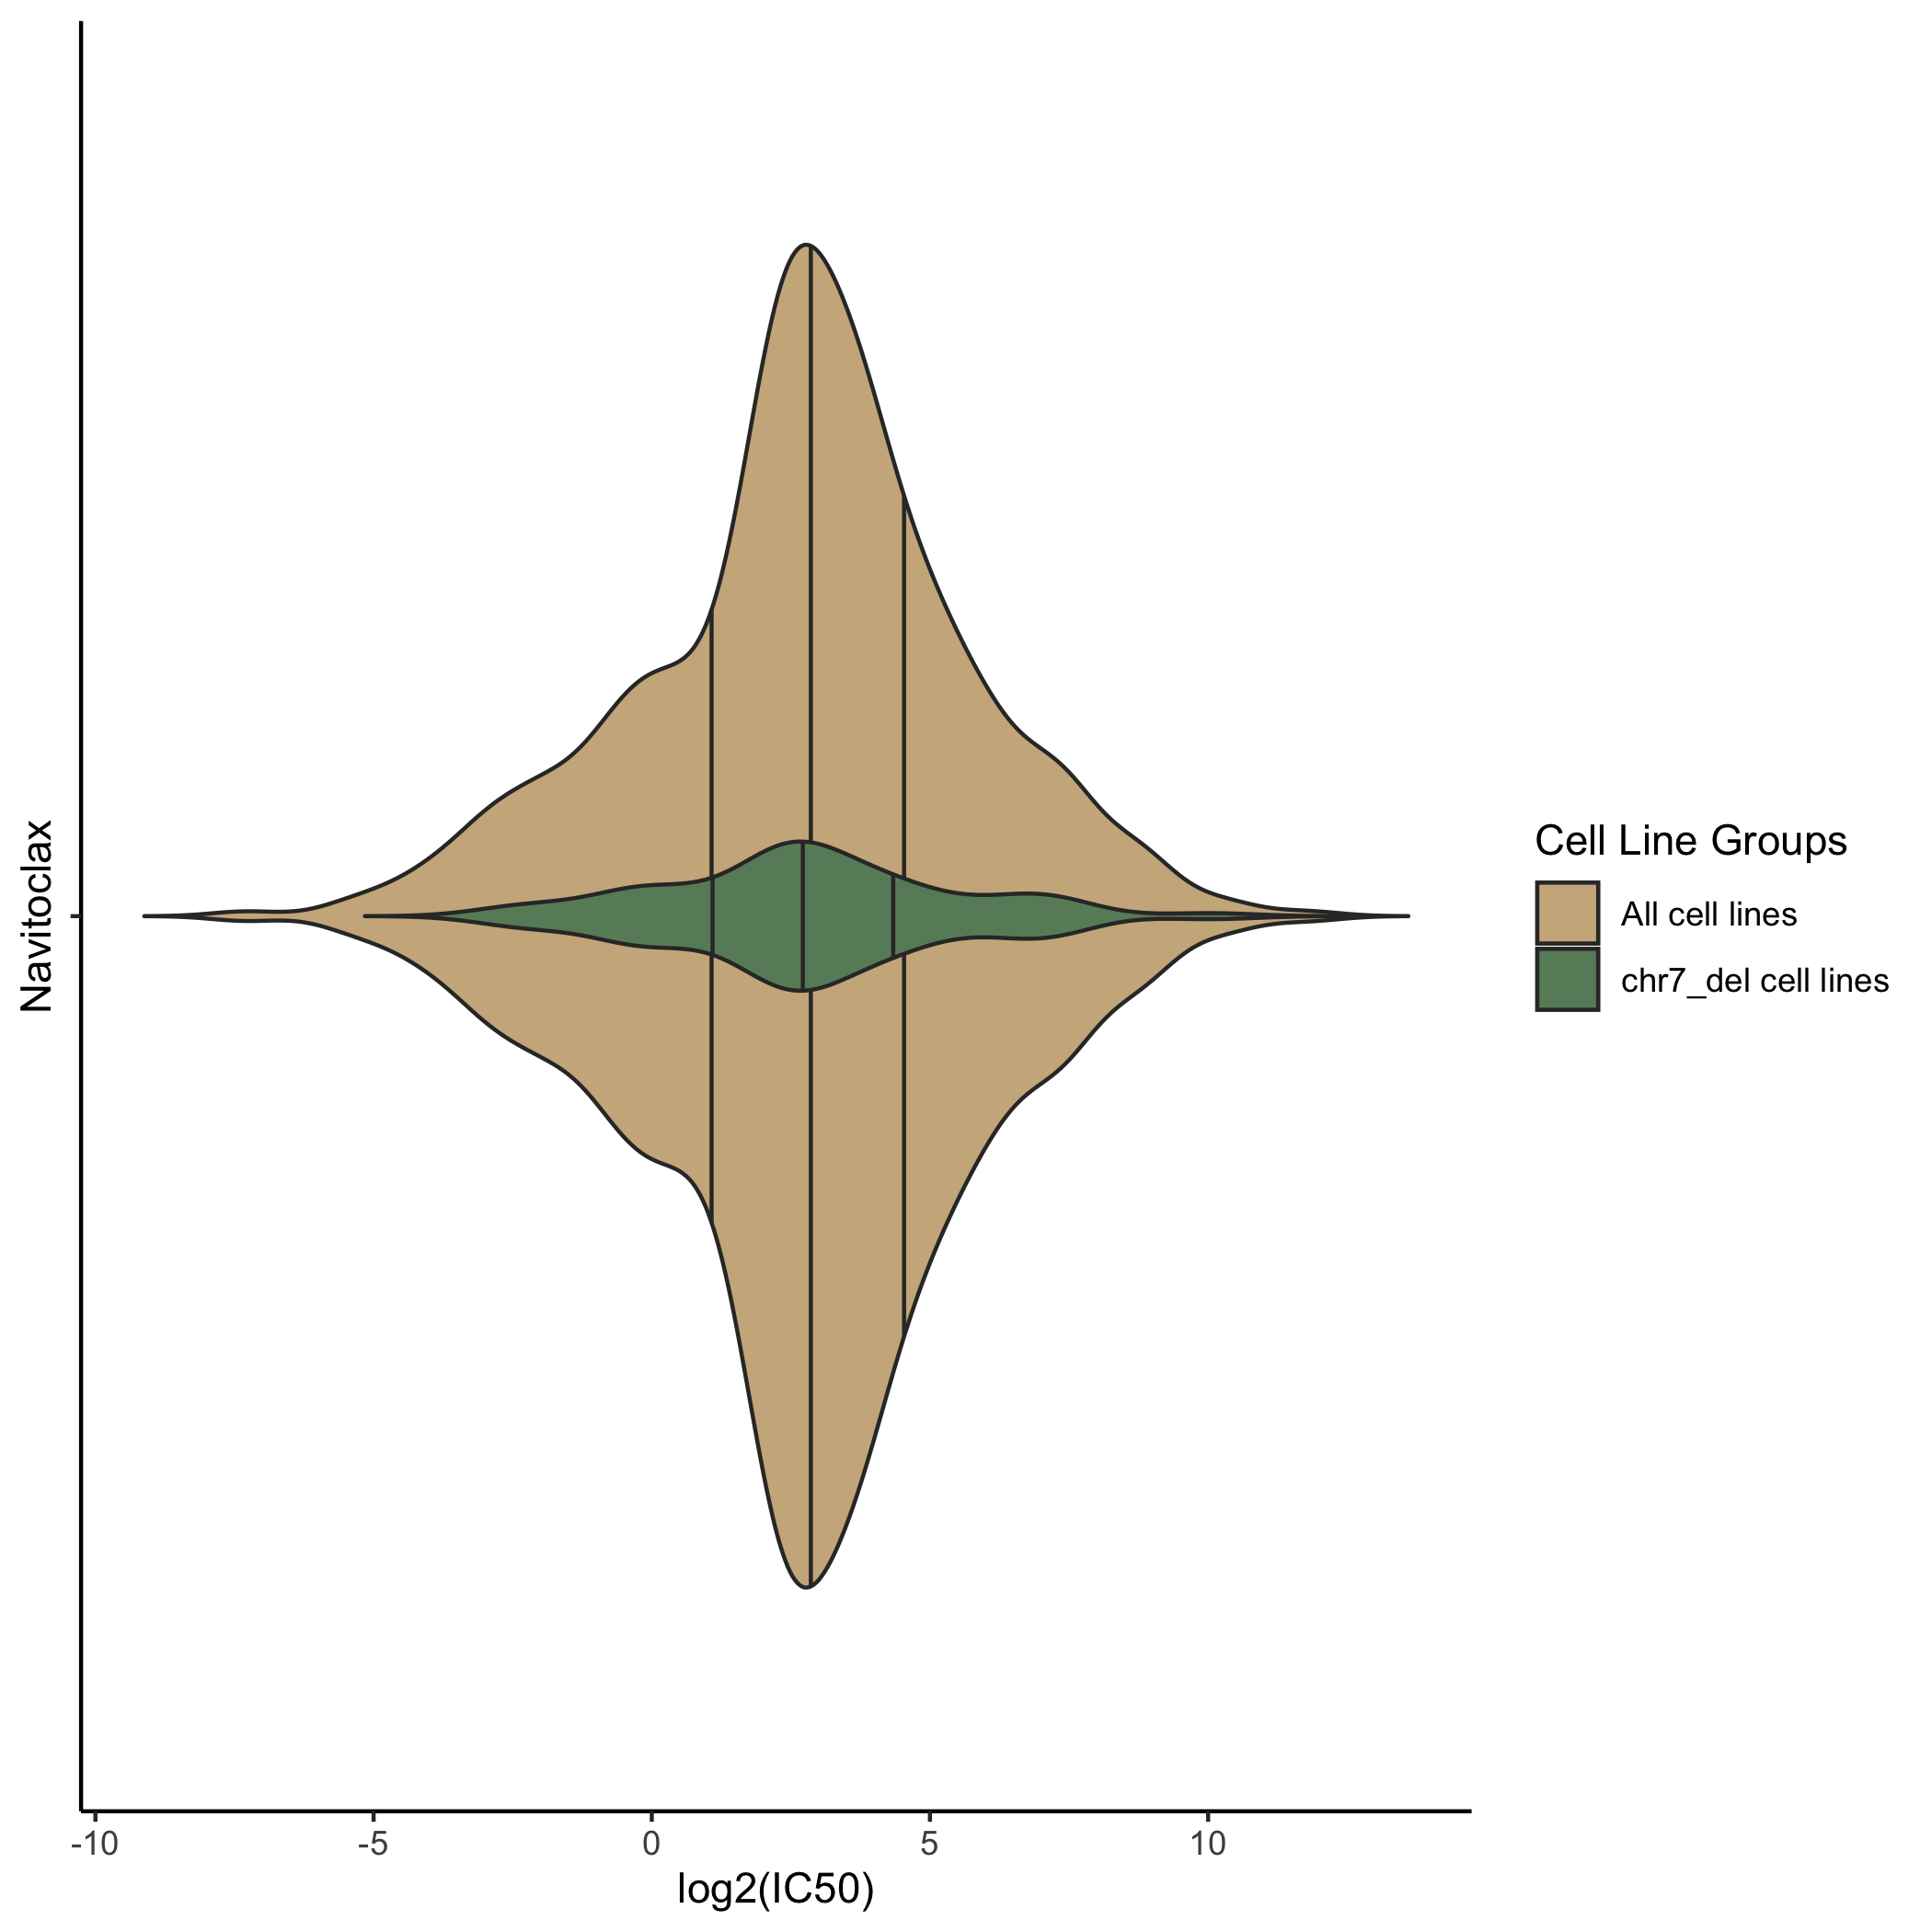 Navitoclax
-10
-5
0
5
10
log2(IC50)
Cell Line Groups
All cell lines
chr7_del cell lines